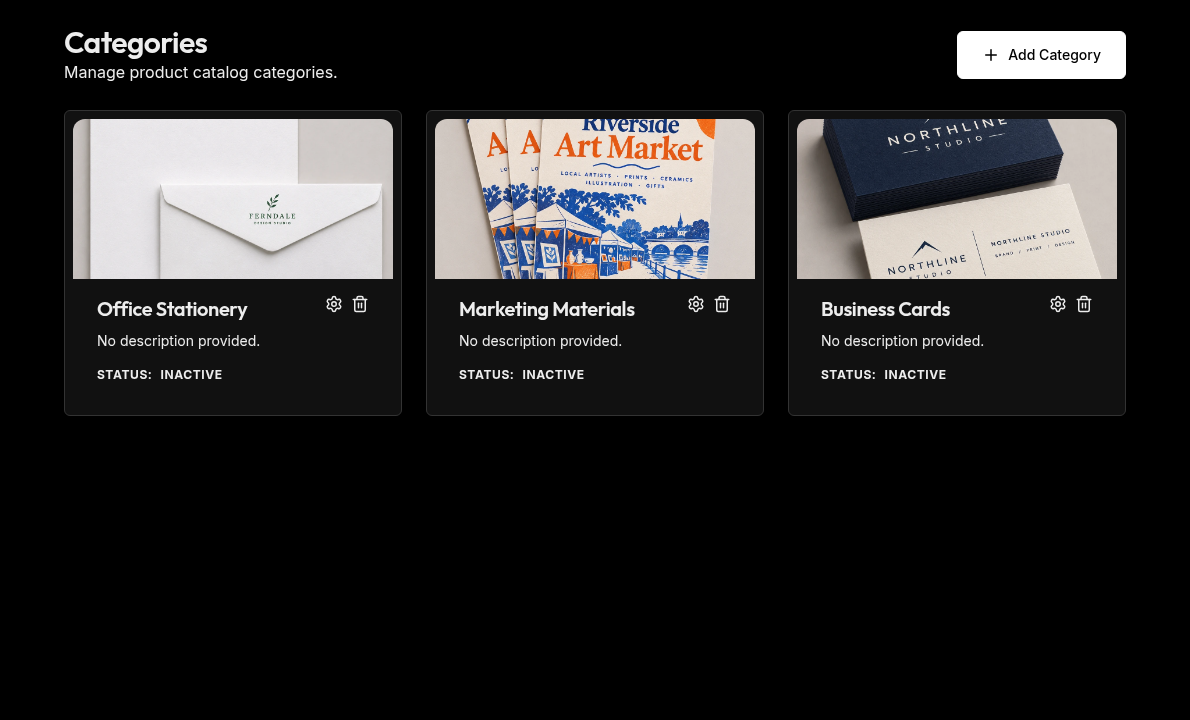 Categories
Manage product catalog categories.
Add Category
FERNDALE
DESIGN STUDIO
Office Stationery
No description provided.
STATUS: INACTIVE
A
A
Riverside
Art Market
LOCAL ARTISTS · PRINTS · CERAMICS
ILLUSTRATION · GIFTS
Marketing Materials
No description provided.
STATUS: INACTIVE
NORTHLINE
STUDIO
NORTHLINE
STUDIO
NORTHLINE STUDIO
BRAND / PRINT / DESIGN
Business Cards
No description provided.
STATUS: INACTIVE